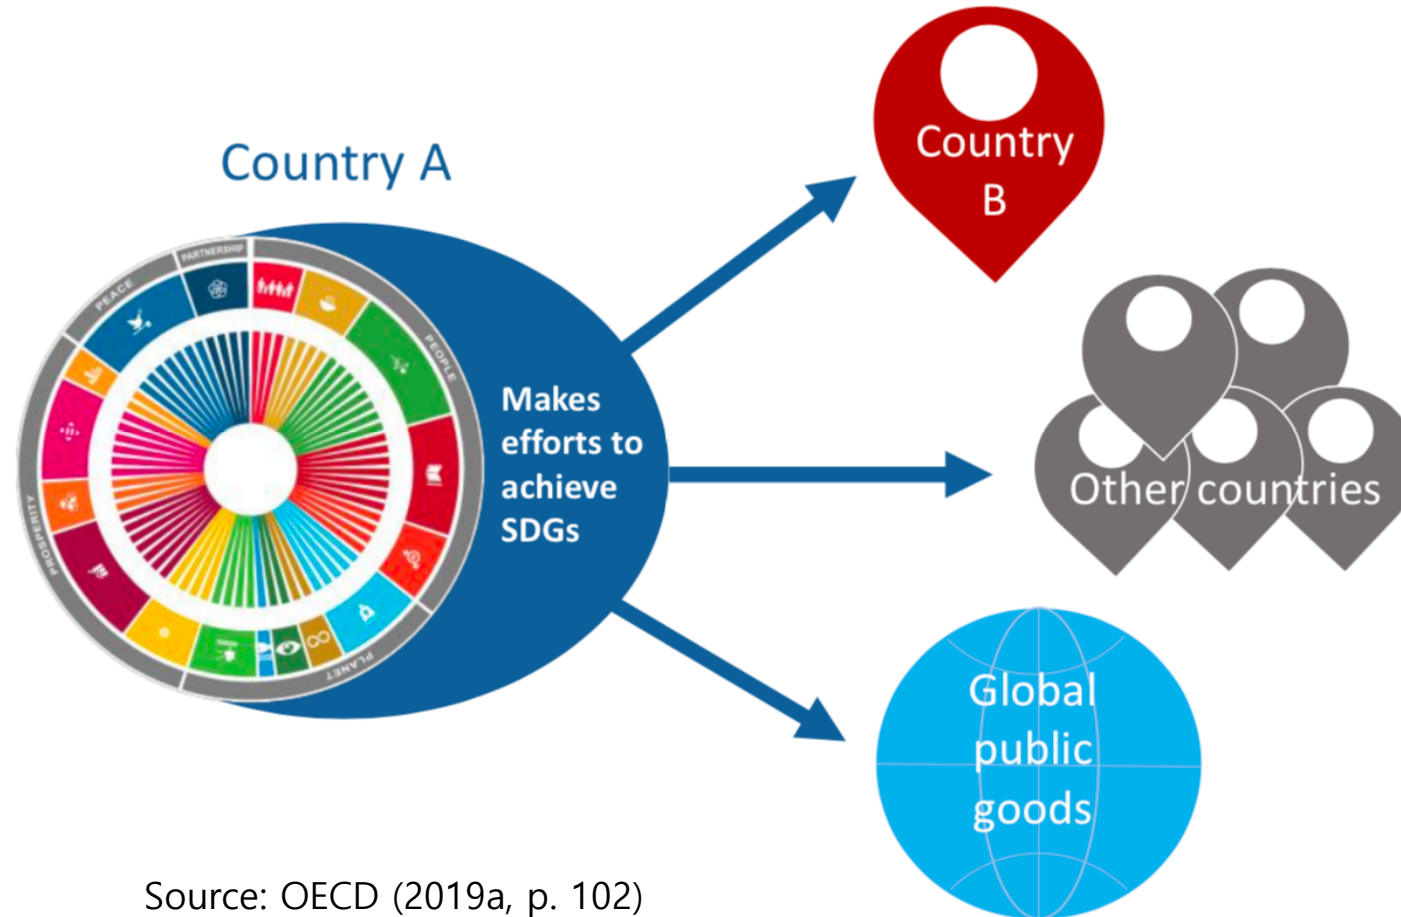 Country A
PARTNERSHIP
PEACE
PEOPLE
PROSPERITY
PLANET
Makes
efforts to
achieve
SDGs
Country
B
Other countries
Global
public
goods
Source: OECD (2019a, p. 102)